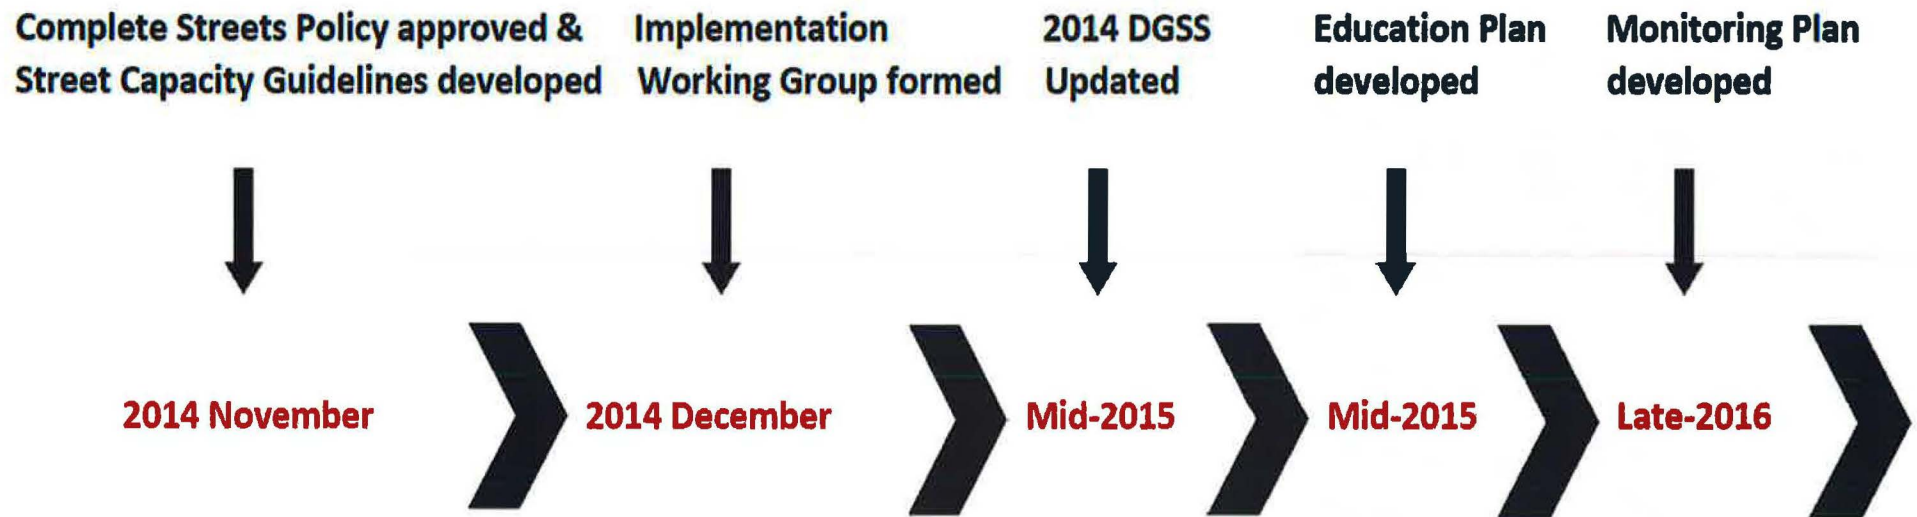 Complete Streets Policy approved &
Street Capacity Guidelines developed
Implementation
Working Group formed
2014 DGSS
Updated
Education Plan
developed
Monitoring Plan
developed
2014 November
2014 December
Mid-2015
Mid-2015
Late-2016